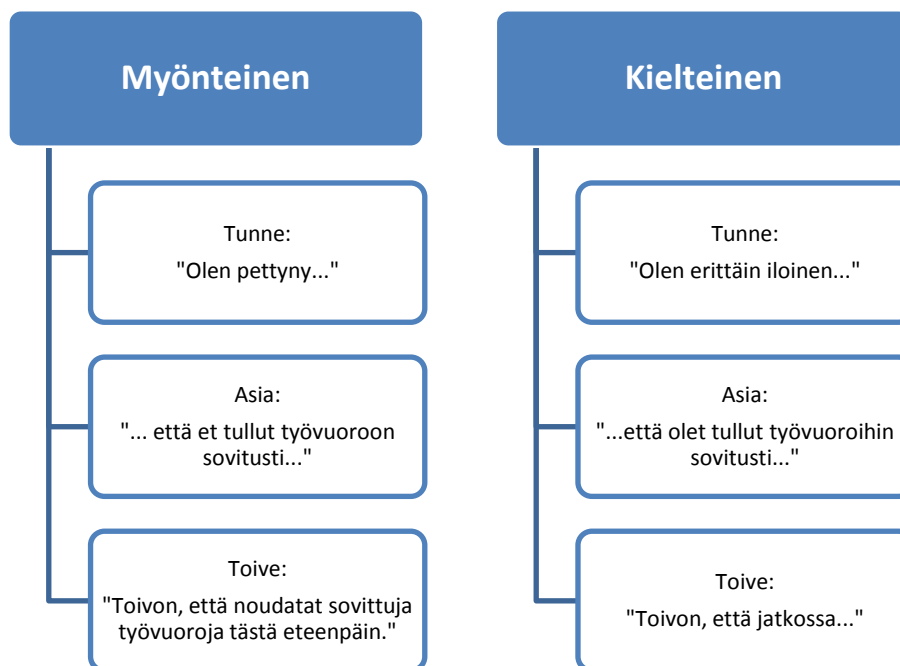 Myönteinen
Tunne:
"Olen pettyny..."
Asia:
"... että et tullut työvuoroon
sovitusti..."
Toive:
"Toivon, että noudatat sovittuja
työvuoroja tästä eteenpäin."
Kielteinen
Tunne:
"Olen erittäin iloinen..."
Asia:
"...että olet tullut työvuoroihin
sovitusti..."
Toive:
"Toivon, että jatkossa..."